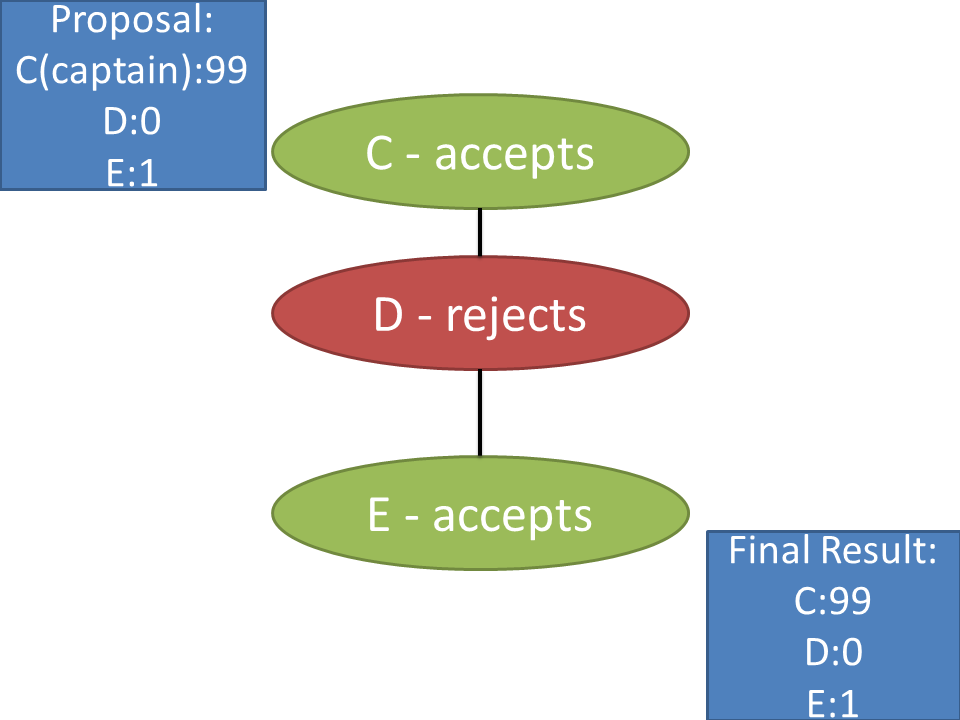 Proposal:
C(captain):99
D:0
E:1
C - accepts
D - rejects
E - accepts
Final Result:
C:99
D:0
E:1